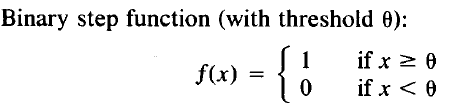 Binary step function (with threshold θ):
f(x) = { 1 if x ≥ θ
0 if x < θ